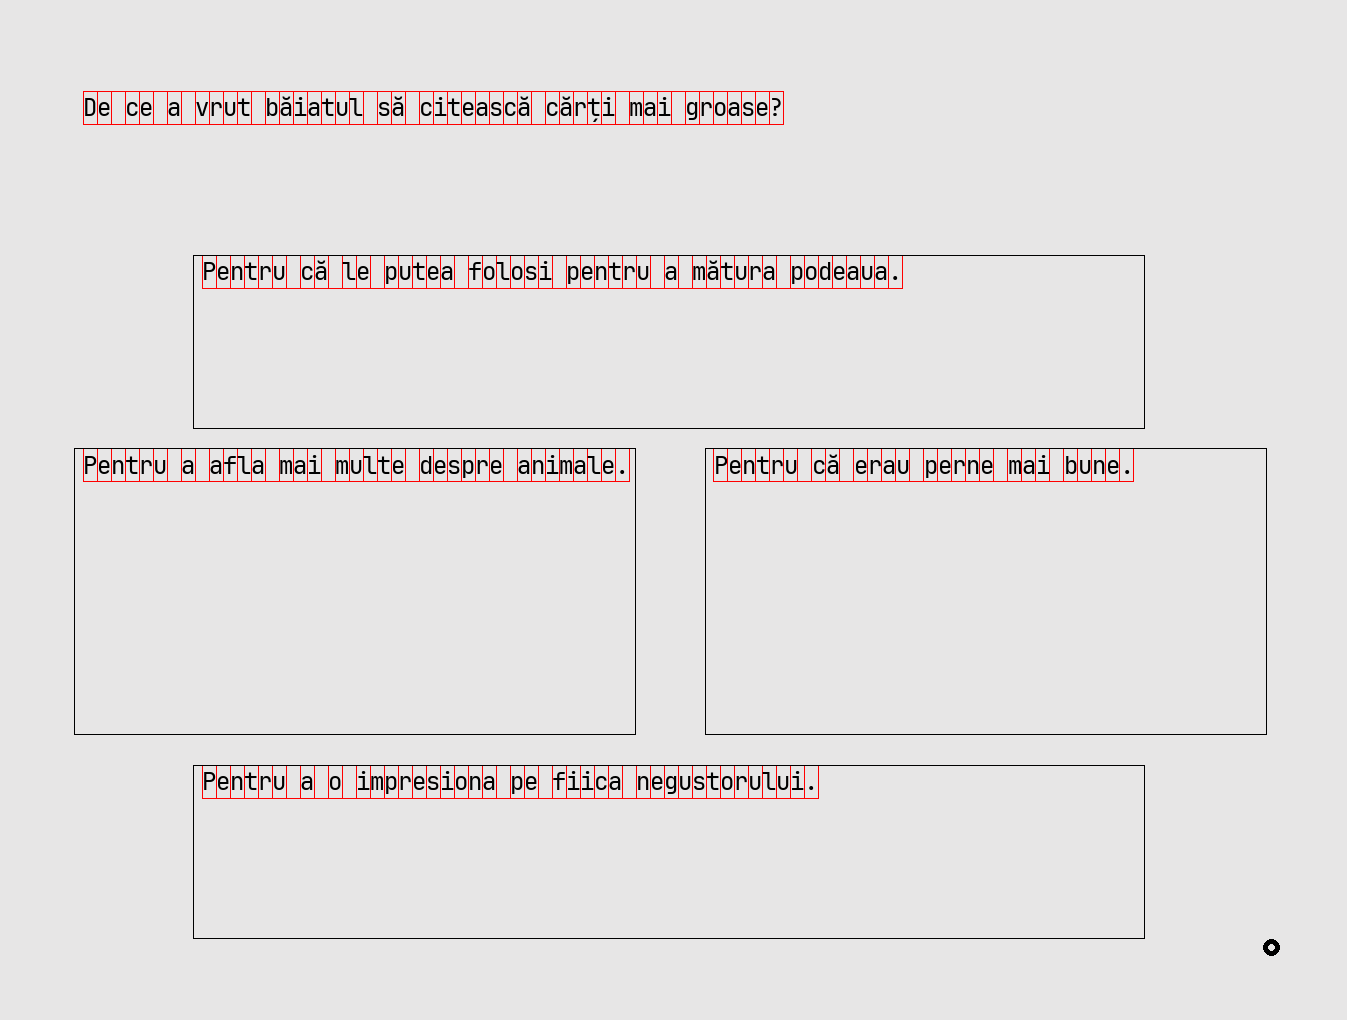 De ce a vrut băiatul să citească cărți mai groase?
Pentru că le putea folosi pentru a mătura podeaua.
Pentru a afla mai multe despre animale.
Pentru că erau perne mai bune.
Pentru a o impresiona pe fiica negustorului.